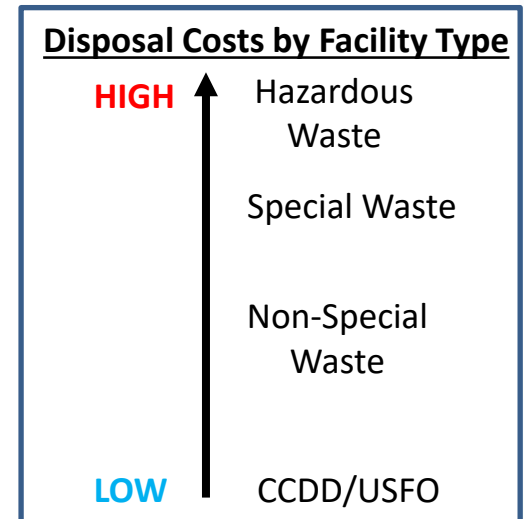 Disposal Costs by Facility Type
HIGH
Hazardous
Waste
Special Waste
Non-Special
Waste
LOW
CCDD/USFO